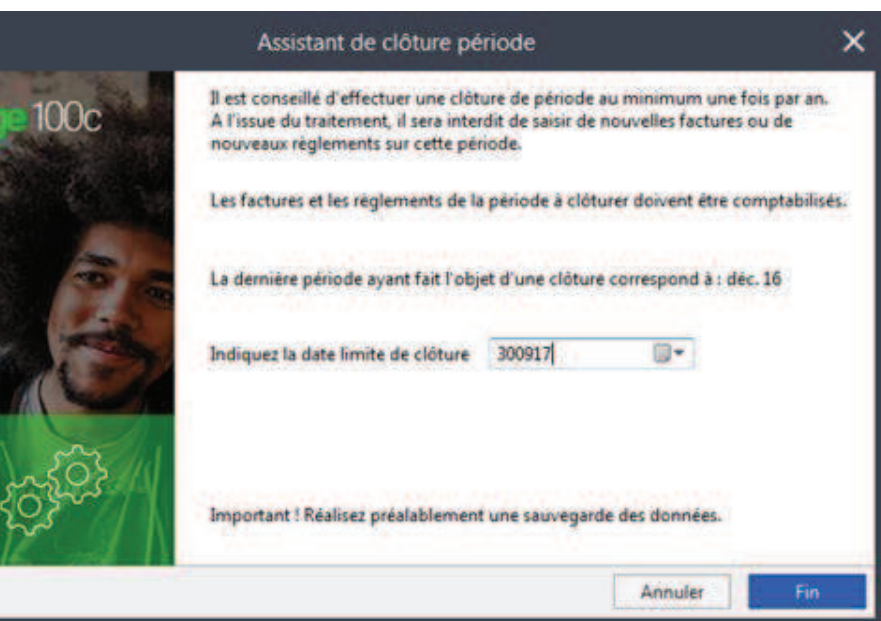 Assistant de clôture période
ge 100c
Il est conseillé d'effectuer une clôture de période au minimum une fois par an.
A l'issue du traitement, il sera interdit de saisir de nouvelles factures ou de
nouveaux règlements sur cette période.
Les factures et les règlements de la période à clôturer doivent être comptabilisés.
La dernière période ayant fait l'objet d'une clôture correspond à : déc. 16
Indiquez la date limite de clôture 300917
Important ! Réalisez préalablement une sauvegarde des données.
Annuler Fin